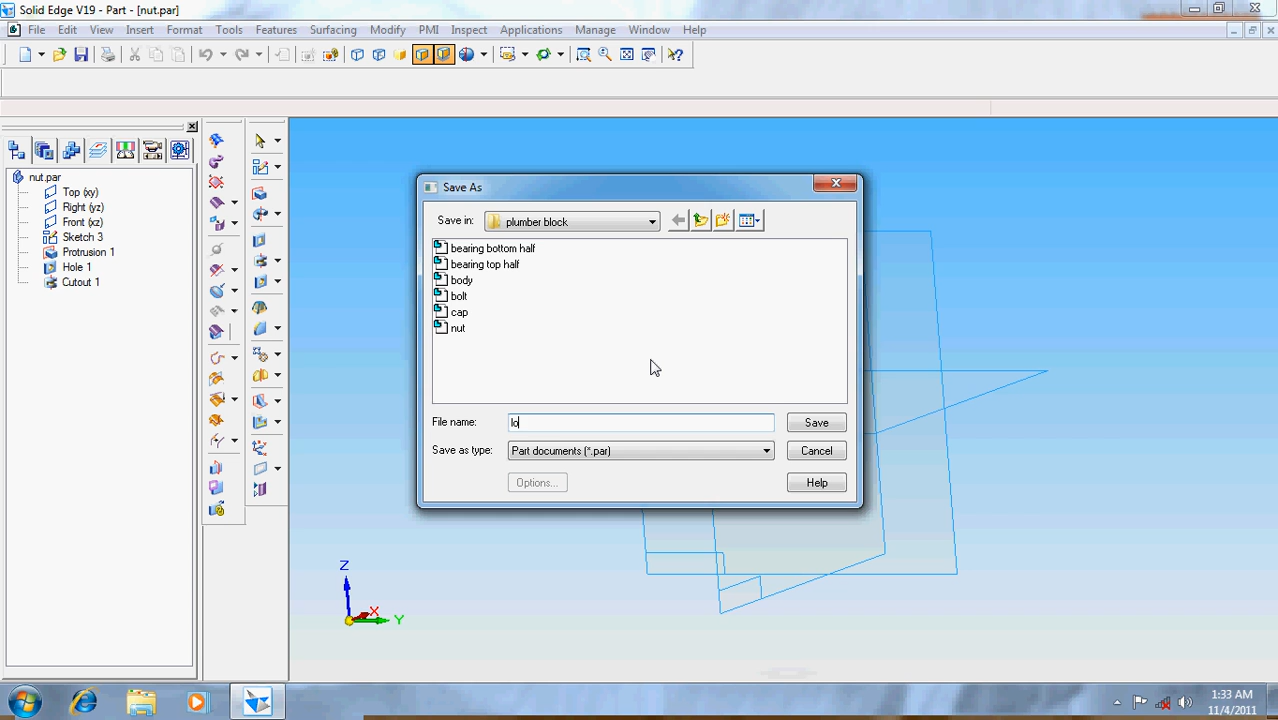 Solid Edge V19 - Part - [nut.par]
File Edit View Insert Format Tools Features Surfacing Modify PMI Inspect Applications Manage Window Help
nut.par
Top (xy)
Right (yz)
Front (xz)
Sketch 3
Protrusion 1
Hole 1
Cutout 1
Save As
Save in: plumber block
bearing bottom half
bearing top half
body
bolt
cap
nut
File name: lo Save
Save as type: Part documents (*.par) Cancel
Options... Help
Z
X
Y
1:33 AM
11/4/2011